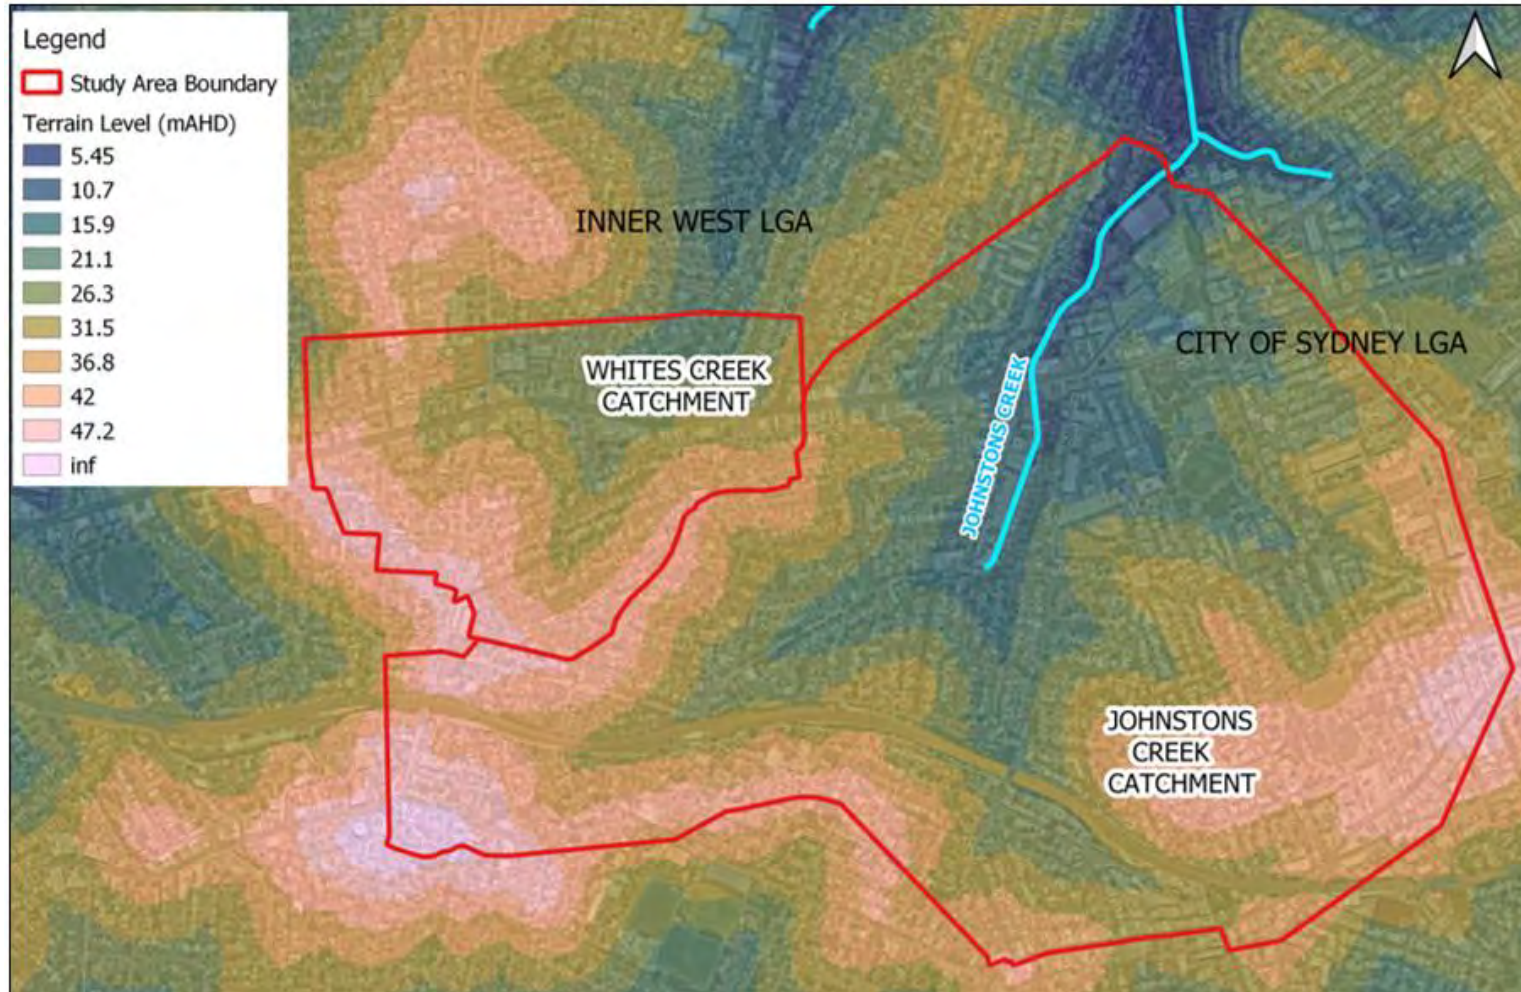 Legend
Study Area Boundary
Terrain Level (mAHD)
5.45
10.7
15.9
21.1
26.3
31.5
36.8
42
47.2
inf
INNER WEST LGA
WHITES CREEK
CATCHMENT
CITY OF SYDNEY LGA
JOHNSTONS CREEK
JOHNSTONS
CREEK
CATCHMENT